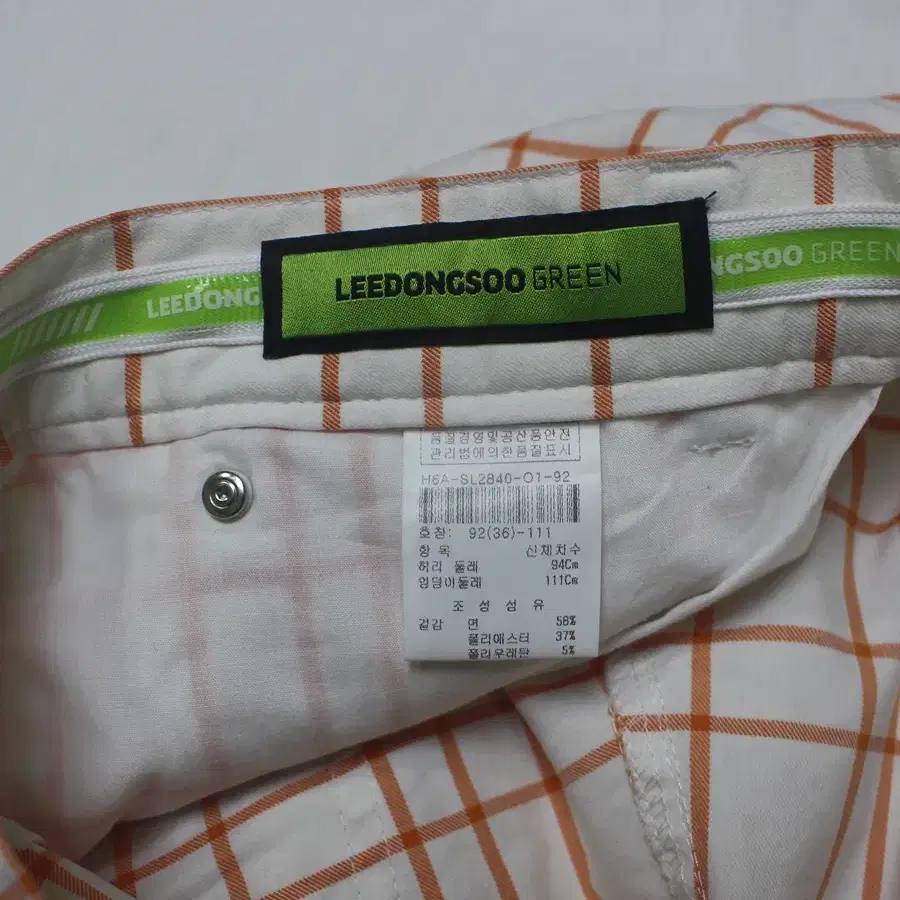 LEEDONG
LEEDONGSOO GREEN
NGSOO GREEN
품질경영및공산품안전
관리법에의한품질표시
H6A-SL2840-01-92
호칭: 92(36)-111
항 목 신체치수
허리 둘레 94Cm
엉덩이둘레 111Cm
조 성 섬 유
겉감 면 58%
폴리에스터 37%
폴리우레탄 5%